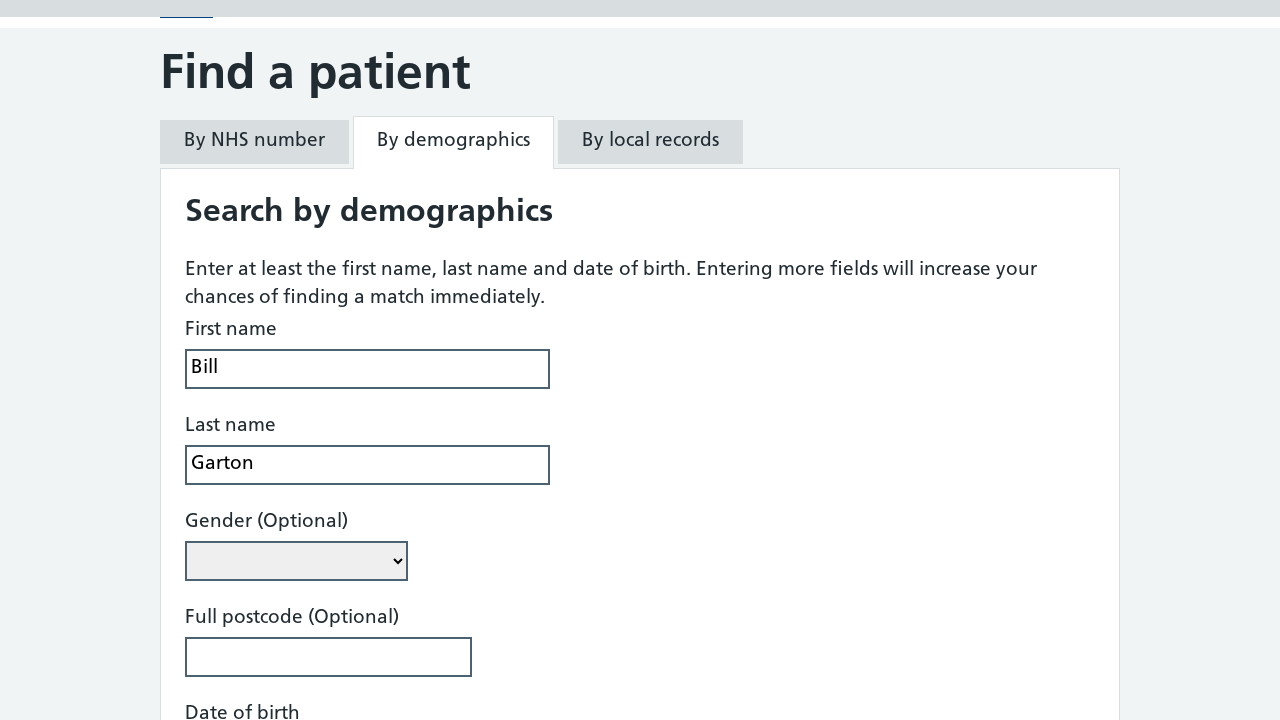 Find a patient
By NHS number
By demographics
By local records
Search by demographics
Enter at least the first name, last name and date of birth. Entering more fields will increase your
chances of finding a match immediately.
First name
Bill
Last name
Garton
Gender (Optional)
Full postcode (Optional)
Date of birth